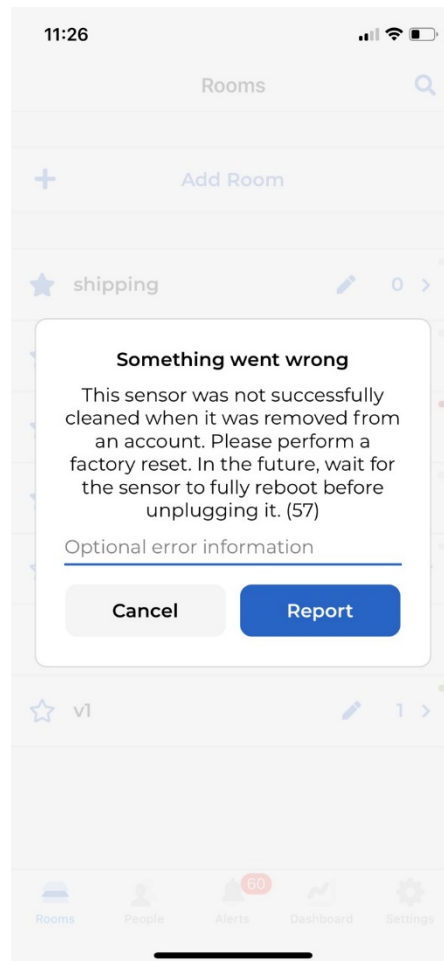 11:26
Rooms
Add Room
shipping 0
Something went wrong
This sensor was not successfully
cleaned when it was removed from
an account. Please perform a
factory reset. In the future, wait for
the sensor to fully reboot before
unplugging it. (57)
Optional error information
Cancel Report
v1 1
60
Rooms People Alerts Dashboard Settings